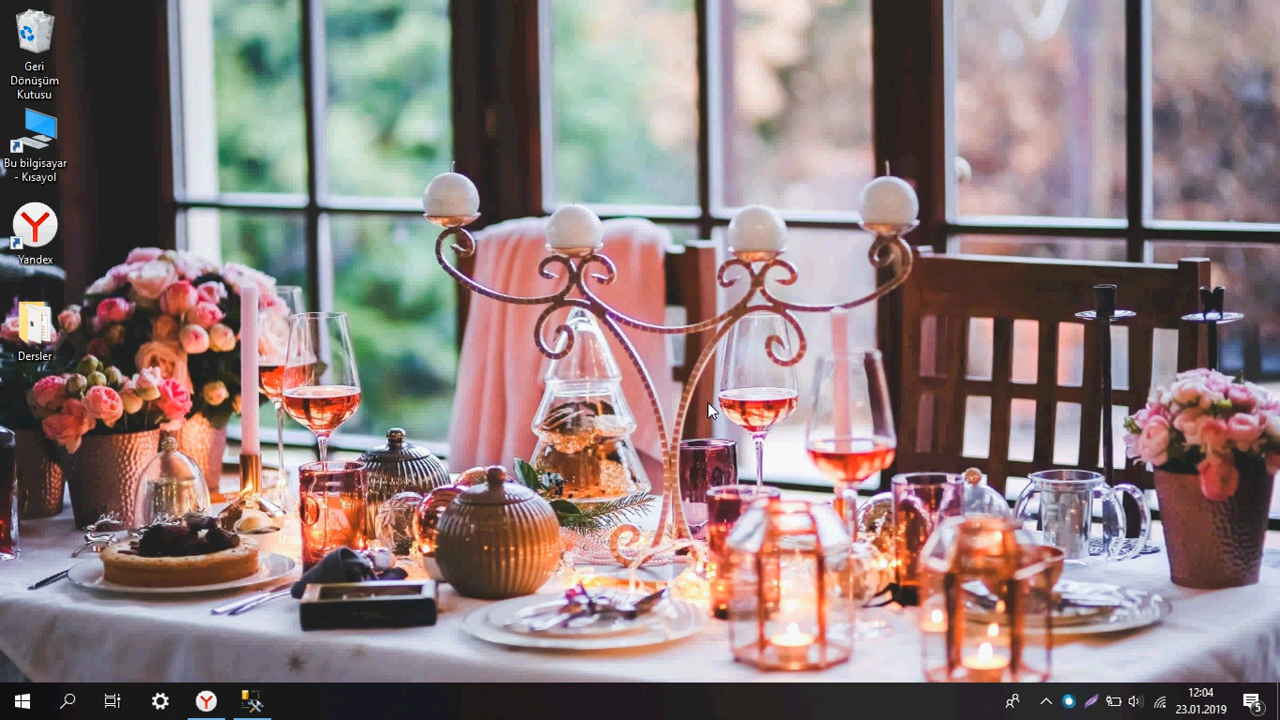 Geri
Dönüşüm
Kutusu
Bu bilgisayar
- Kısayol
Yandex
Dersler
12:04
23.01.2019
5